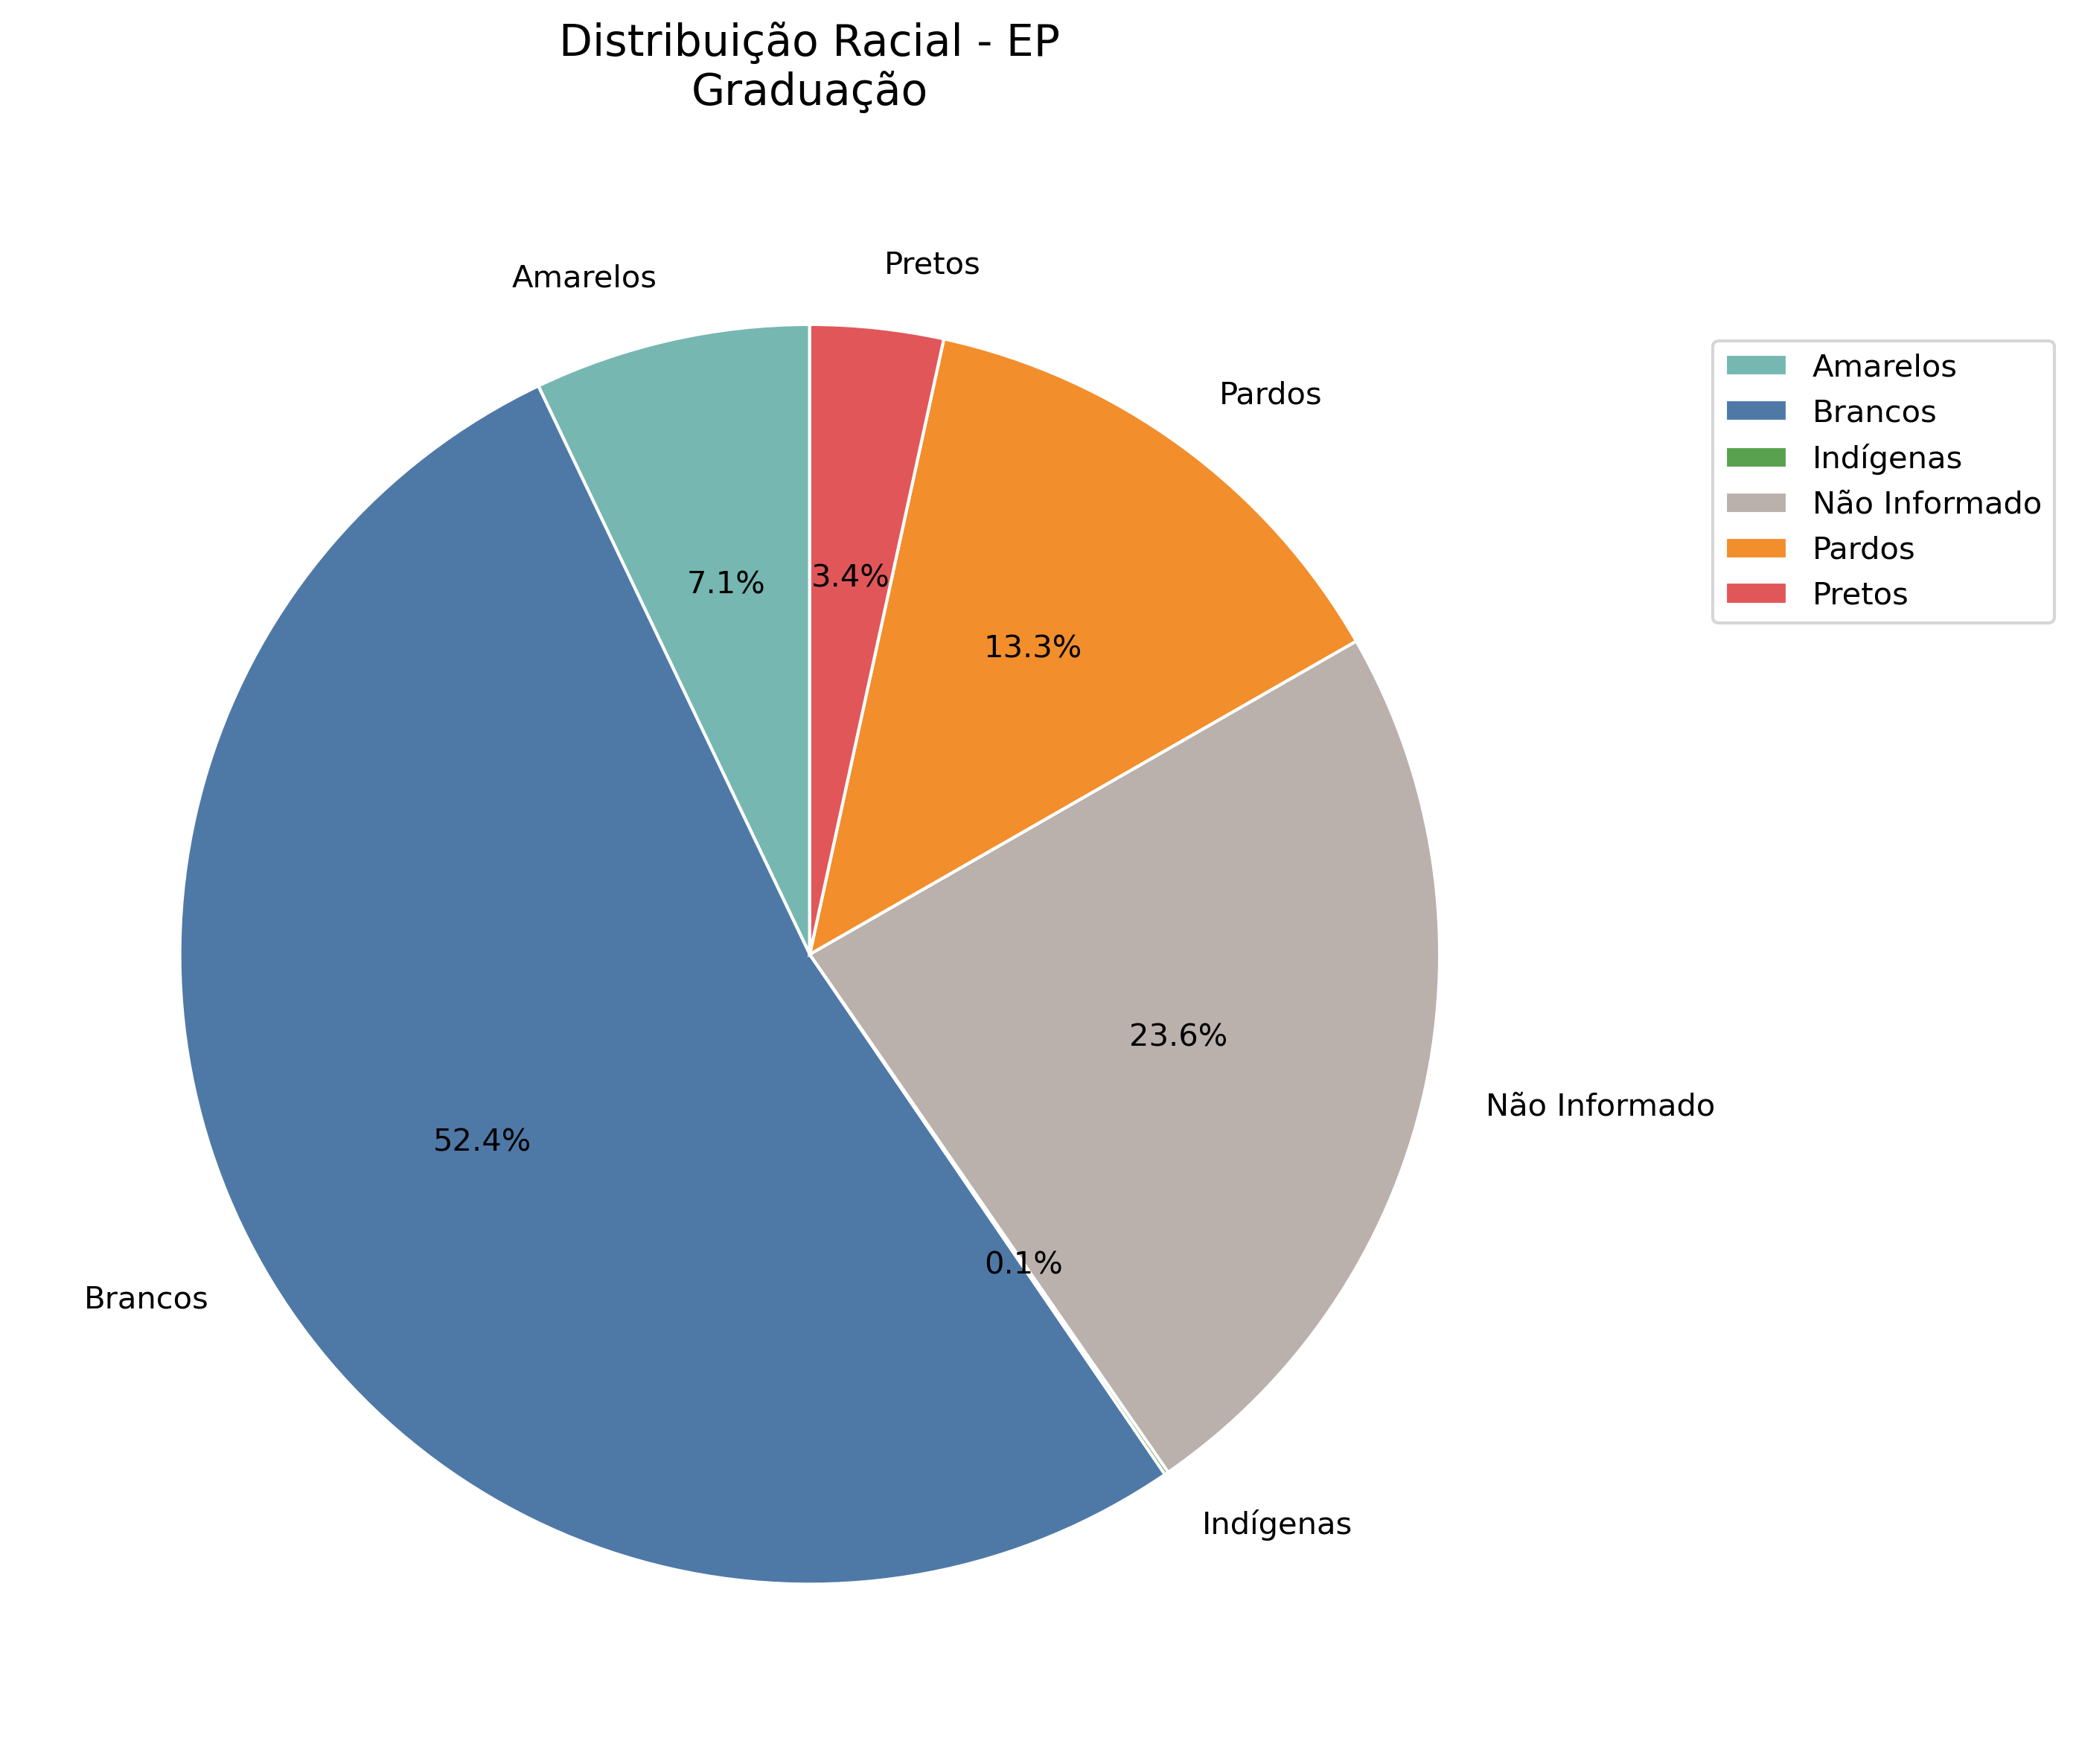 Distribuição Racial - EP
Graduação
Amarelos
Pretos
Pardos
Amarelos
Brancos
Indígenas
Não Informado
Pardos
Pretos
7.1%
3.4%
13.3%
23.6%
Não Informado
52.4%
0.1%
Brancos
Indígenas